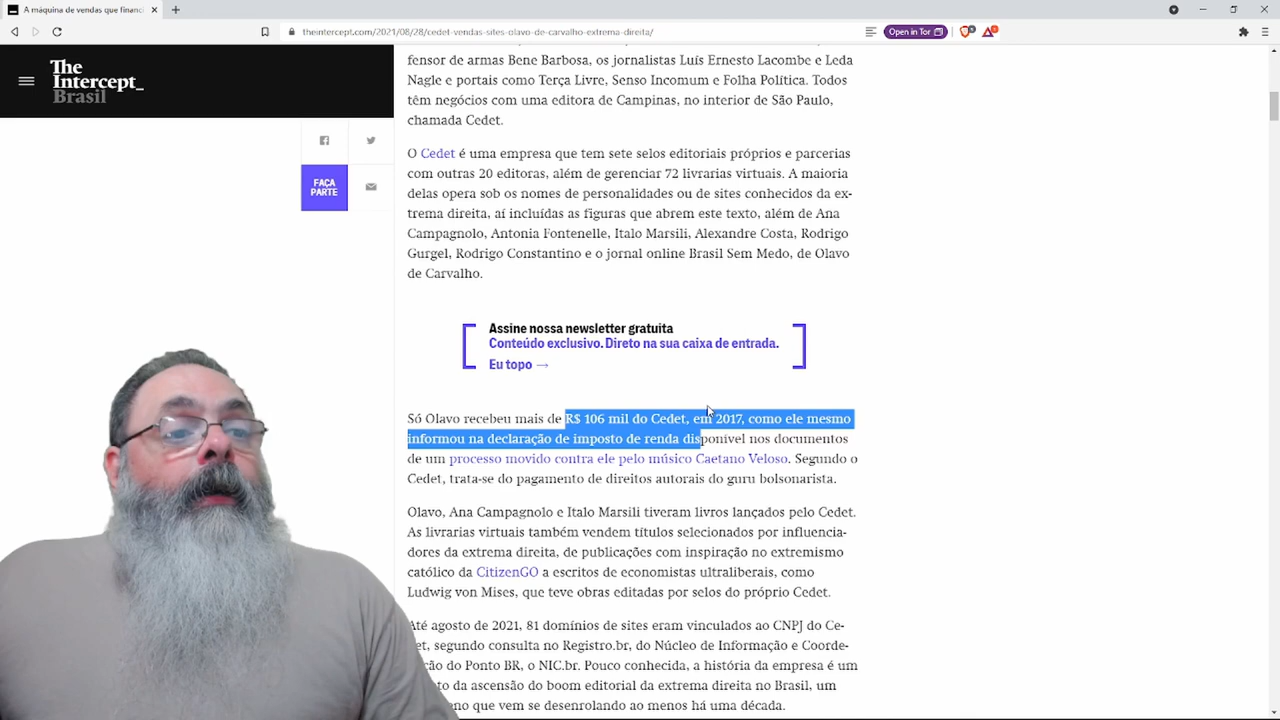 A máquina de vendas que financi
theintercept.com/2021/08/28/cedet-vendas-sites-olavo-de-carvalho-extrema-direita/
Open in Tor
The
Intercept_
Brasil
FAÇA
PARTE
fensor de armas Bene Barbosa, os jornalistas Luís Ernesto Lacombe e Leda
Nagle e portais como Terça Livre, Senso Incomum e Folha Política. Todos
têm negócios com uma editora de Campinas, no interior de São Paulo,
chamada Cedet.
O Cedet é uma empresa que tem sete selos editoriais próprios e parcerias
com outras 20 editoras, além de gerenciar 72 livrarias virtuais. A maioria
delas opera sob os nomes de personalidades ou de sites conhecidos da ex-
trema direita, aí incluídas as figuras que abrem este texto, além de Ana
Campagnolo, Antonia Fontenelle, Italo Marsili, Alexandre Costa, Rodrigo
Gurgel, Rodrigo Constantino e o jornal online Brasil Sem Medo, de Olavo
de Carvalho.
Assine nossa newsletter gratuita
Conteúdo exclusivo. Direto na sua caixa de entrada.
Eu topo →
Só Olavo recebeu mais de R$ 106 mil do Cedet, em 2017, como ele mesmo
informou na declaração de imposto de renda disponível nos documentos
de um processo movido contra ele pelo músico Caetano Veloso. Segundo o
Cedet, trata-se do pagamento de direitos autorais do guru bolsonarista.
Olavo, Ana Campagnolo e Italo Marsili tiveram livros lançados pelo Cedet.
As livrarias virtuais também vendem títulos selecionados por influencia-
dores da extrema direita, de publicações com inspiração no extremismo
católico da CitizenGO a escritos de economistas ultraliberais, como
Ludwig von Mises, que teve obras editadas por selos do próprio Cedet.
Até agosto de 2021, 81 domínios de sites eram vinculados ao CNPJ do Ce-
et, segundo consulta no Registro.br, do Núcleo de Informação e Coorde-
ção do Ponto BR, o NIC.br. Pouco conhecida, a história da empresa é um
to da ascensão do boom editorial da extrema direita no Brasil, um
eno que vem se desenrolando ao menos há uma década.